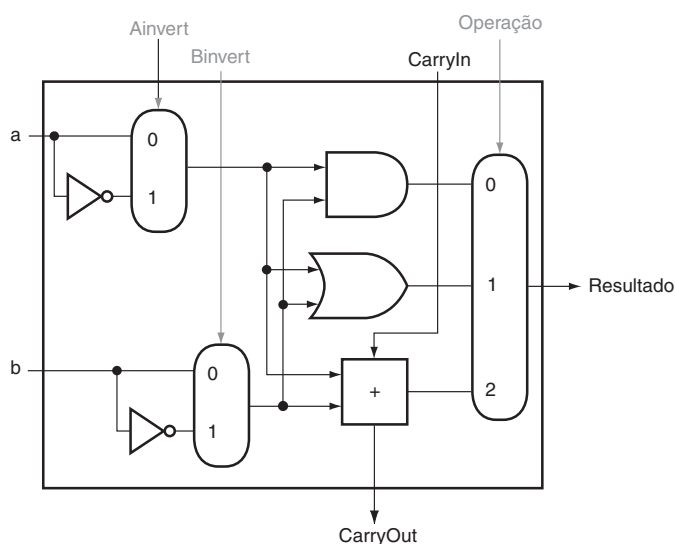 Operação
Ainvert
Binvert
CarryIn
a
0
1
0
1
Resultado
b
0
1
+
2
CarryOut